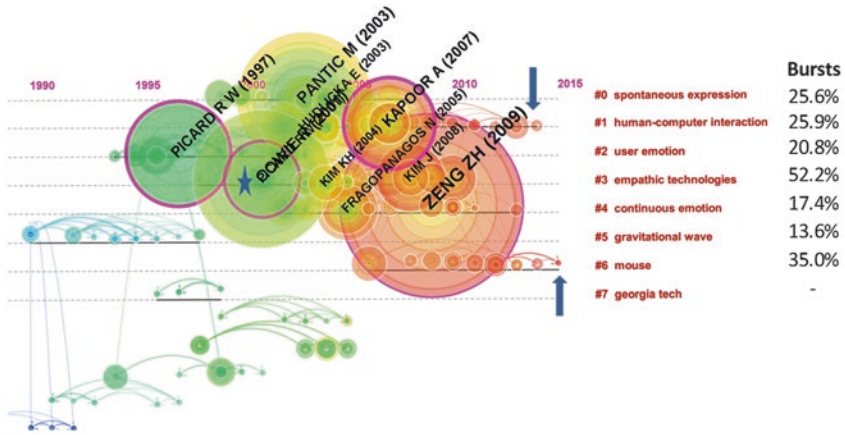 1990 1995 2000 2005 2010 2015
PICARD R W (1997)
PANTIC M (2003)
E (2003)
KAPOOR A (2007)
KIM KH (2004)
FRAGOPANAGOS N (2005)
KIM J (2008)
ZENG ZH (2009)
Bursts
#0 spontaneous expression 25.6%
#1 human-computer interaction 25.9%
#2 user emotion 20.8%
#3 empathic technologies 52.2%
#4 continuous emotion 17.4%
#5 gravitational wave 13.6%
#6 mouse 35.0%
#7 georgia tech -